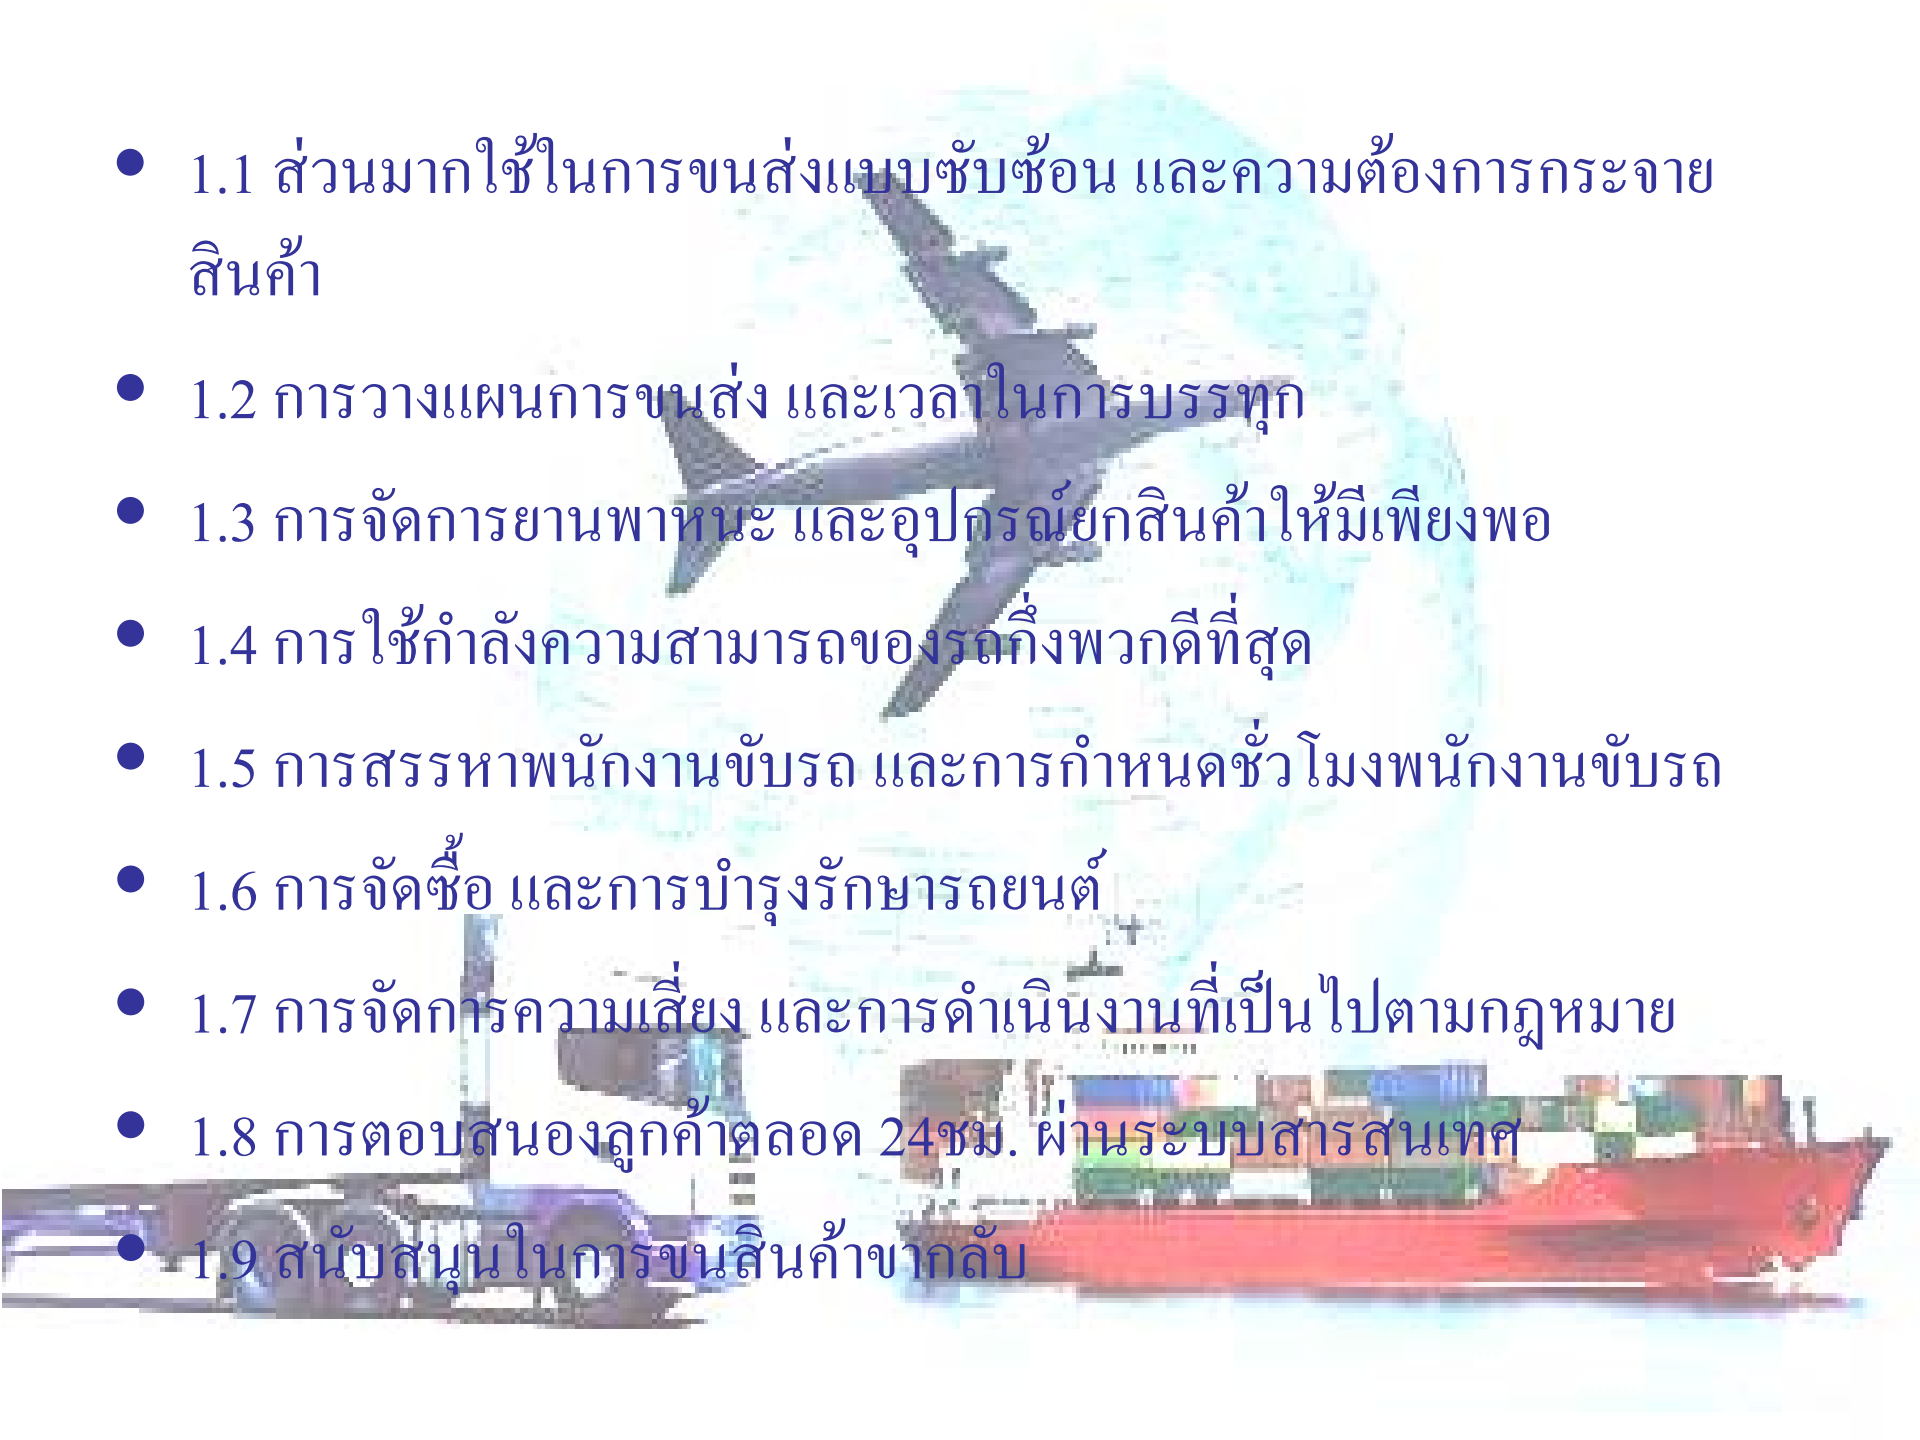 • 1.1 ส่วนมากใช้ในการขนส่งแบบซับซ้อน และความต้องการกระจาย
สินค้า
• 1.2 การวางแผนการขนส่ง และเวลาในการบรรทุก
• 1.3 การจัดการยานพาหนะ และอุปกรณ์ยกสินค้าให้มีเพียงพอ
• 1.4 การใช้กำลังความสามารถของรถกึ่งพวกดีที่สุด
• 1.5 การสรรหาพนักงานขับรถ และการกำหนดชั่วโมงพนักงานขับรถ
• 1.6 การจัดซื้อ และการบำรุงรักษารถยนต์
• 1.7 การจัดการความเสี่ยง และการดำเนินงานที่เป็นไปตามกฎหมาย
• 1.8 การตอบสนองลูกค้าตลอด 24ชม. ผ่านระบบสารสนเทศ
• 1.9 สนับสนุนในการขนสินค้าขากลับ